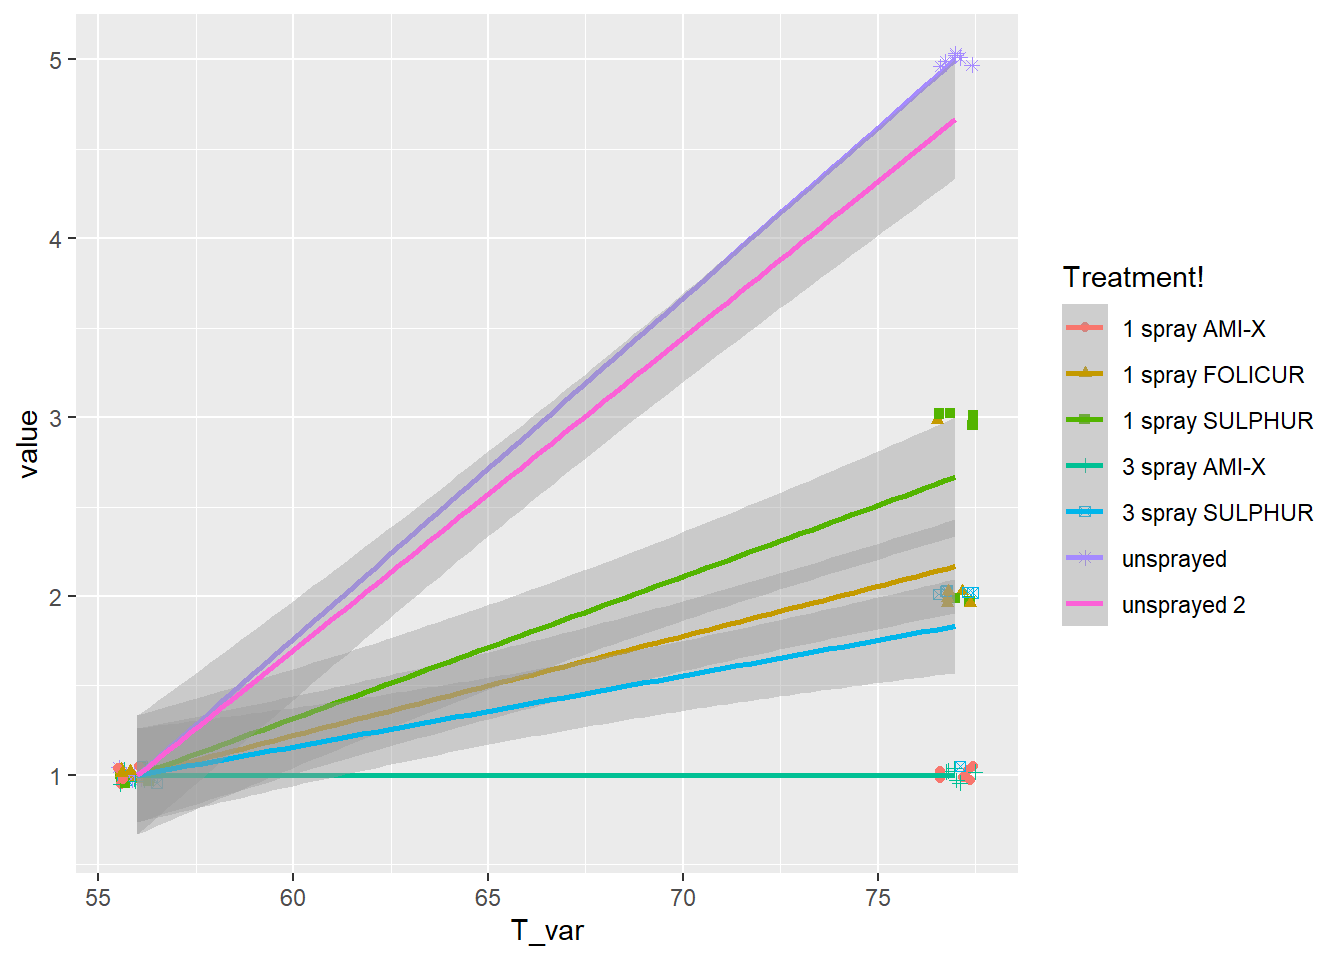 5
4
3
2
1
value
55
60
65
70
75
T_var
Treatment!
1 spray AMI-X
1 spray FOLICUR
1 spray SULPHUR
3 spray AMI-X
3 spray SULPHUR
unsprayed
unsprayed 2